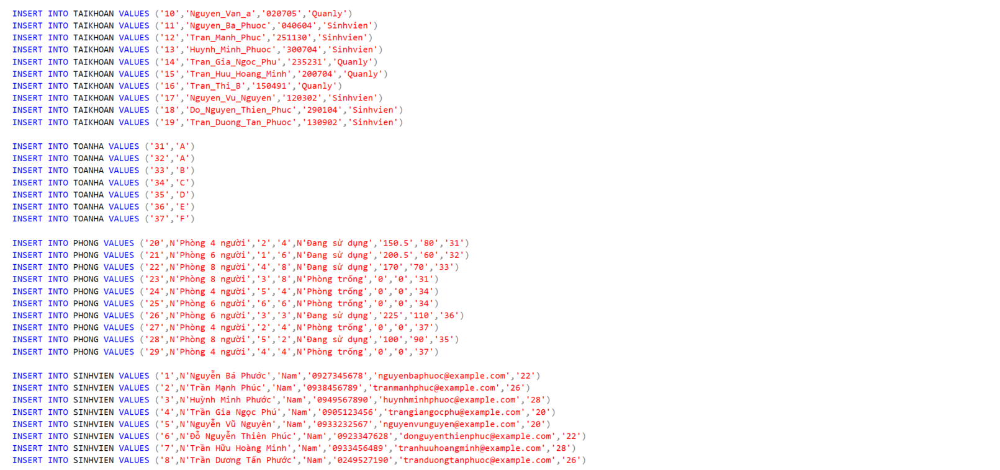 INSERT INTO TAIKHOAN VALUES ('10','Nguyen_Van_a','020705','Quanly')
INSERT INTO TAIKHOAN VALUES ('11','Nguyen_Ba_Phuoc','040604','Sinhvien')
INSERT INTO TAIKHOAN VALUES ('12','Tran_Manh_Phuc','251130','Sinhvien')
INSERT INTO TAIKHOAN VALUES ('13','Huynh_Minh_Phuoc','300704','Sinhvien')
INSERT INTO TAIKHOAN VALUES ('14','Tran_Gia_Ngoc_Phu','235231','Quanly')
INSERT INTO TAIKHOAN VALUES ('15','Tran_Huu_Hoang_Minh','200704','Quanly')
INSERT INTO TAIKHOAN VALUES ('16','Tran_Thi_B','150491','Quanly')
INSERT INTO TAIKHOAN VALUES ('17','Nguyen_Vu_Nguyen','120302','Sinhvien')
INSERT INTO TAIKHOAN VALUES ('18','Do_Nguyen_Thien_Phuc','290104','Sinhvien')
INSERT INTO TAIKHOAN VALUES ('19','Tran_Duong_Tan_Phuoc','130902','Sinhvien')
INSERT INTO TOANHA VALUES ('31','A')
INSERT INTO TOANHA VALUES ('32','A')
INSERT INTO TOANHA VALUES ('33','B')
INSERT INTO TOANHA VALUES ('34','C')
INSERT INTO TOANHA VALUES ('35','D')
INSERT INTO TOANHA VALUES ('36','E')
INSERT INTO TOANHA VALUES ('37','F')
INSERT INTO PHONG VALUES ('20',N'Phòng 4 người','2','4',N'Đang sử dụng','150.5','80','31')
INSERT INTO PHONG VALUES ('21',N'Phòng 6 người','1','6',N'Đang sử dụng','200.5','60','32')
INSERT INTO PHONG VALUES ('22',N'Phòng 8 người','4','8',N'Đang sử dụng','170','70','33')
INSERT INTO PHONG VALUES ('23',N'Phòng 8 người','3','8',N'Phòng trống','0','0','31')
INSERT INTO PHONG VALUES ('24',N'Phòng 4 người','5','4',N'Phòng trống','0','0','34')
INSERT INTO PHONG VALUES ('25',N'Phòng 6 người','6','6',N'Phòng trống','0','0','34')
INSERT INTO PHONG VALUES ('26',N'Phòng 6 người','3','3',N'Đang sử dụng','225','110','36')
INSERT INTO PHONG VALUES ('27',N'Phòng 4 người','2','4',N'Phòng trống','0','0','37')
INSERT INTO PHONG VALUES ('28',N'Phòng 8 người','5','2',N'Đang sử dụng','100','90','35')
INSERT INTO PHONG VALUES ('29',N'Phòng 4 người','4','4',N'Phòng trống','0','0','37')
INSERT INTO SINHVIEN VALUES ('1',N'Nguyễn Bá Phước','Nam','0927345678','nguyenbaphuoc@example.com','22')
INSERT INTO SINHVIEN VALUES ('2',N'Trần Mạnh Phúc','Nam','0938456789','tranmanhphuc@example.com','26')
INSERT INTO SINHVIEN VALUES ('3',N'Huỳnh Minh Phước','Nam','0949567890','huynhminhphuoc@example.com','28')
INSERT INTO SINHVIEN VALUES ('4',N'Trần Gia Ngọc Phú','Nam','0905123456','trangiangocphu@example.com','20')
INSERT INTO SINHVIEN VALUES ('5',N'Nguyễn Vũ Nguyên','Nam','0933232567','nguyenvunguyen@example.com','20')
INSERT INTO SINHVIEN VALUES ('6',N'Đỗ Nguyễn Thiên Phúc','Nam','0923347628','donguyenthienphuc@example.com','22')
INSERT INTO SINHVIEN VALUES ('7',N'Trần Hữu Hoàng Minh','Nam','0933456489','tranhuuhoangminh@example.com','28')
INSERT INTO SINHVIEN VALUES ('8',N'Trần Dương Tấn Phước','Nam','0249527190','tranduongtanphuoc@example.com','26')